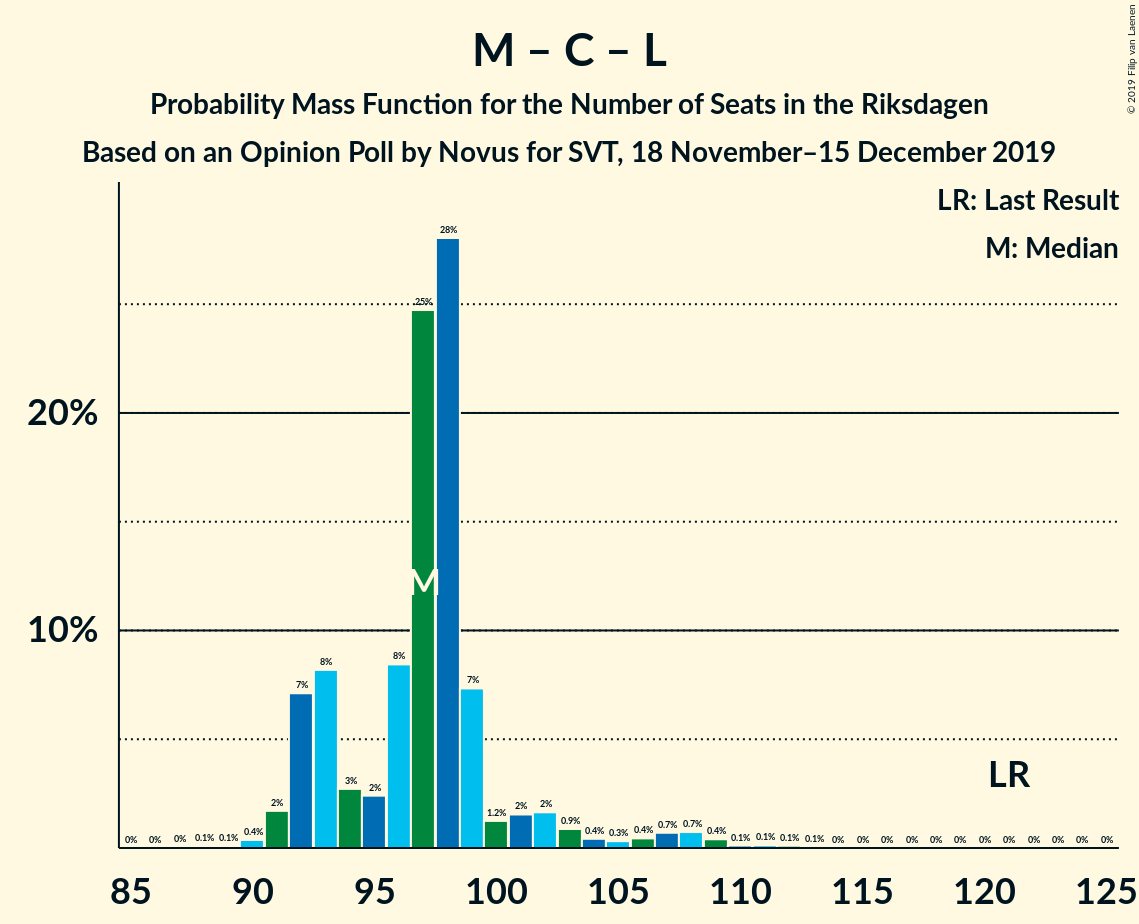 M – C – L
Probability Mass Function for the Number of Seats in the Riksdagen
Based on an Opinion Poll by Novus for SVT, 18 November–15 December 2019
© 2019 Filip van Laenen
LR: Last Result
M: Median
20%
10%
0% 0% 0% 0.1% 0.1% 0.4% 2% 7% 8% 3% 2% 8% 25% 28% 7% 1.2% 2% 2% 0.9% 0.4% 0.3% 0.4% 0.7% 0.7% 0.4% 0.1% 0.1% 0.1% 0.1% 0% 0% 0% 0% 0% 0% 0% 0% 0% 0% 0% 0%
M
LR
85 90 95 100 105 110 115 120 125